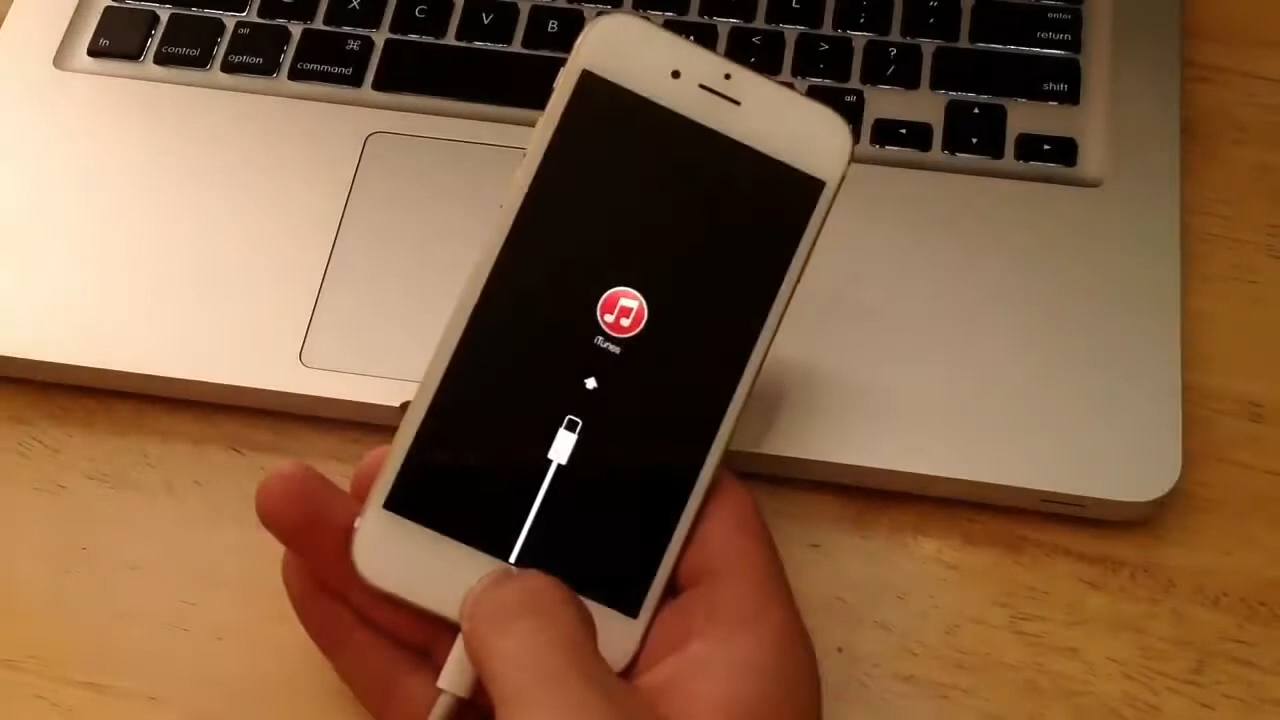 X
C
V
B
M
<
>
?
/
L
:
;
"
'
enter
return
fn
control
alt
option
⌘
command
alt
shift
iTunes